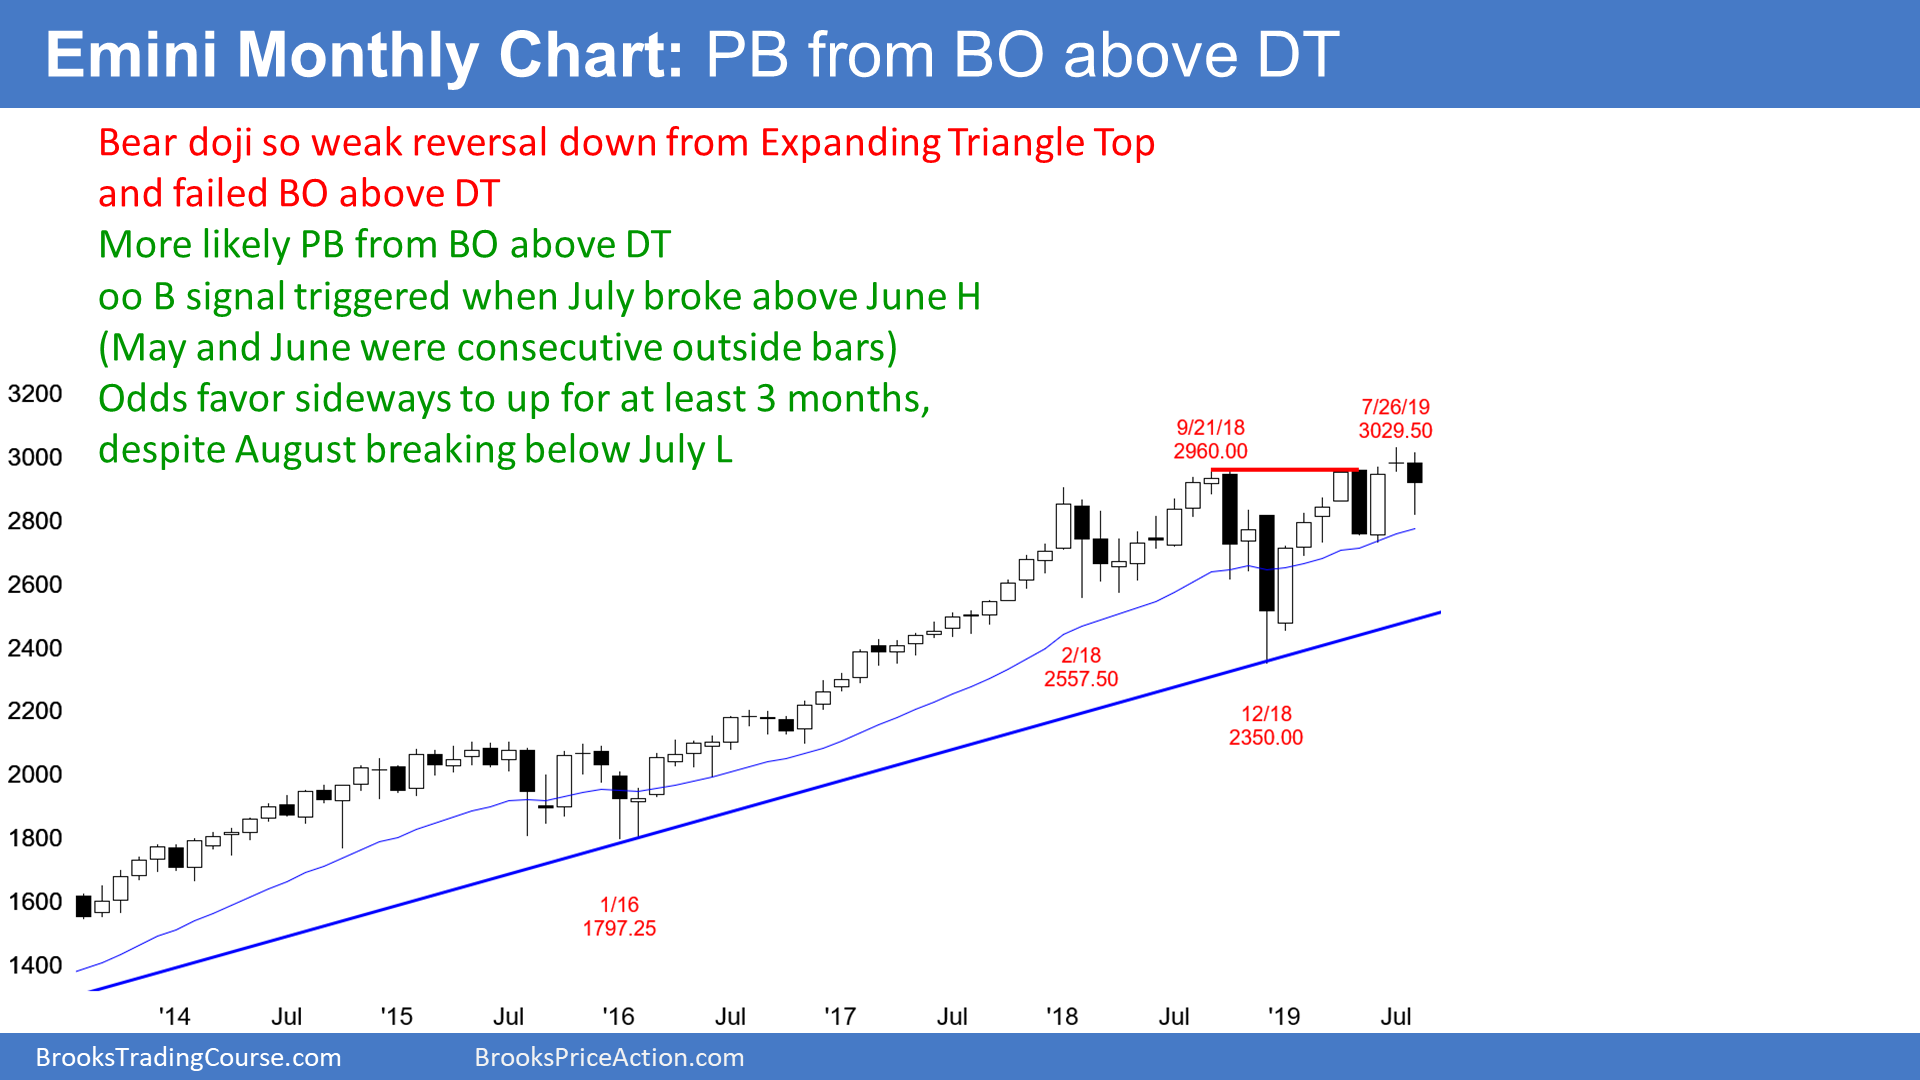 Emini Monthly Chart: PB from BO above DT
Bear doji so weak reversal down from Expanding Triangle Top
and failed BO above DT
More likely PB from BO above DT
oo B signal triggered when July broke above June H
(May and June were consecutive outside bars)
Odds favor sideways to up for at least 3 months,
despite August breaking below July L
3200
3000
2800
2600
2400
2200
2000
1800
1600
1400
7/26/19
3029.50
9/21/18
2960.00
2/18
2557.50
12/18
2350.00
1/16
1797.25
'14 Jul '15 Jul '16 Jul '17 Jul '18 Jul '19 Jul
BrooksTradingCourse.com BrooksPriceAction.com